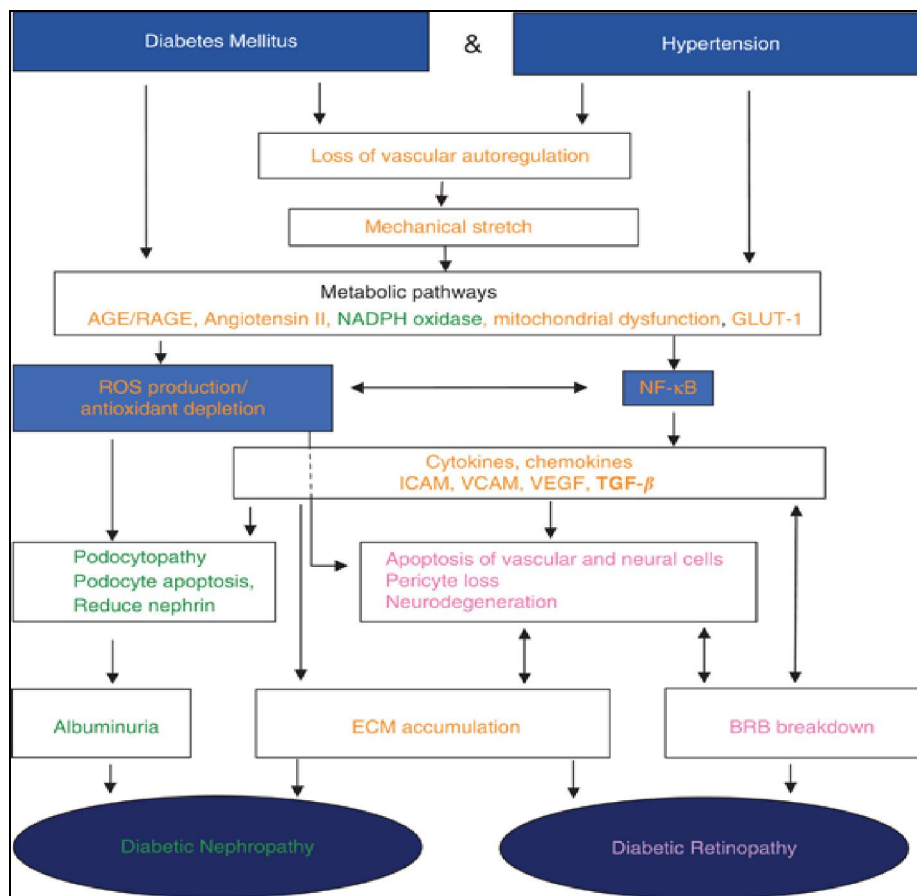 Diabetes Mellitus
&
Hypertension
Loss of vascular autoregulation
Mechanical stretch
Metabolic pathways
AGE/RAGE, Angiotensin II, NADPH oxidase, mitochondrial dysfunction, GLUT-1
ROS production/
antioxidant depletion
NF-κB
Cytokines, chemokines
ICAM, VCAM, VEGF, TGF-β
Podocytopathy
Podocyte apoptosis,
Reduce nephrin
Apoptosis of vascular and neural cells
Pericyte loss
Neurodegeneration
Albuminuria
ECM accumulation
BRB breakdown
Diabetic Nephropathy
Diabetic Retinopathy